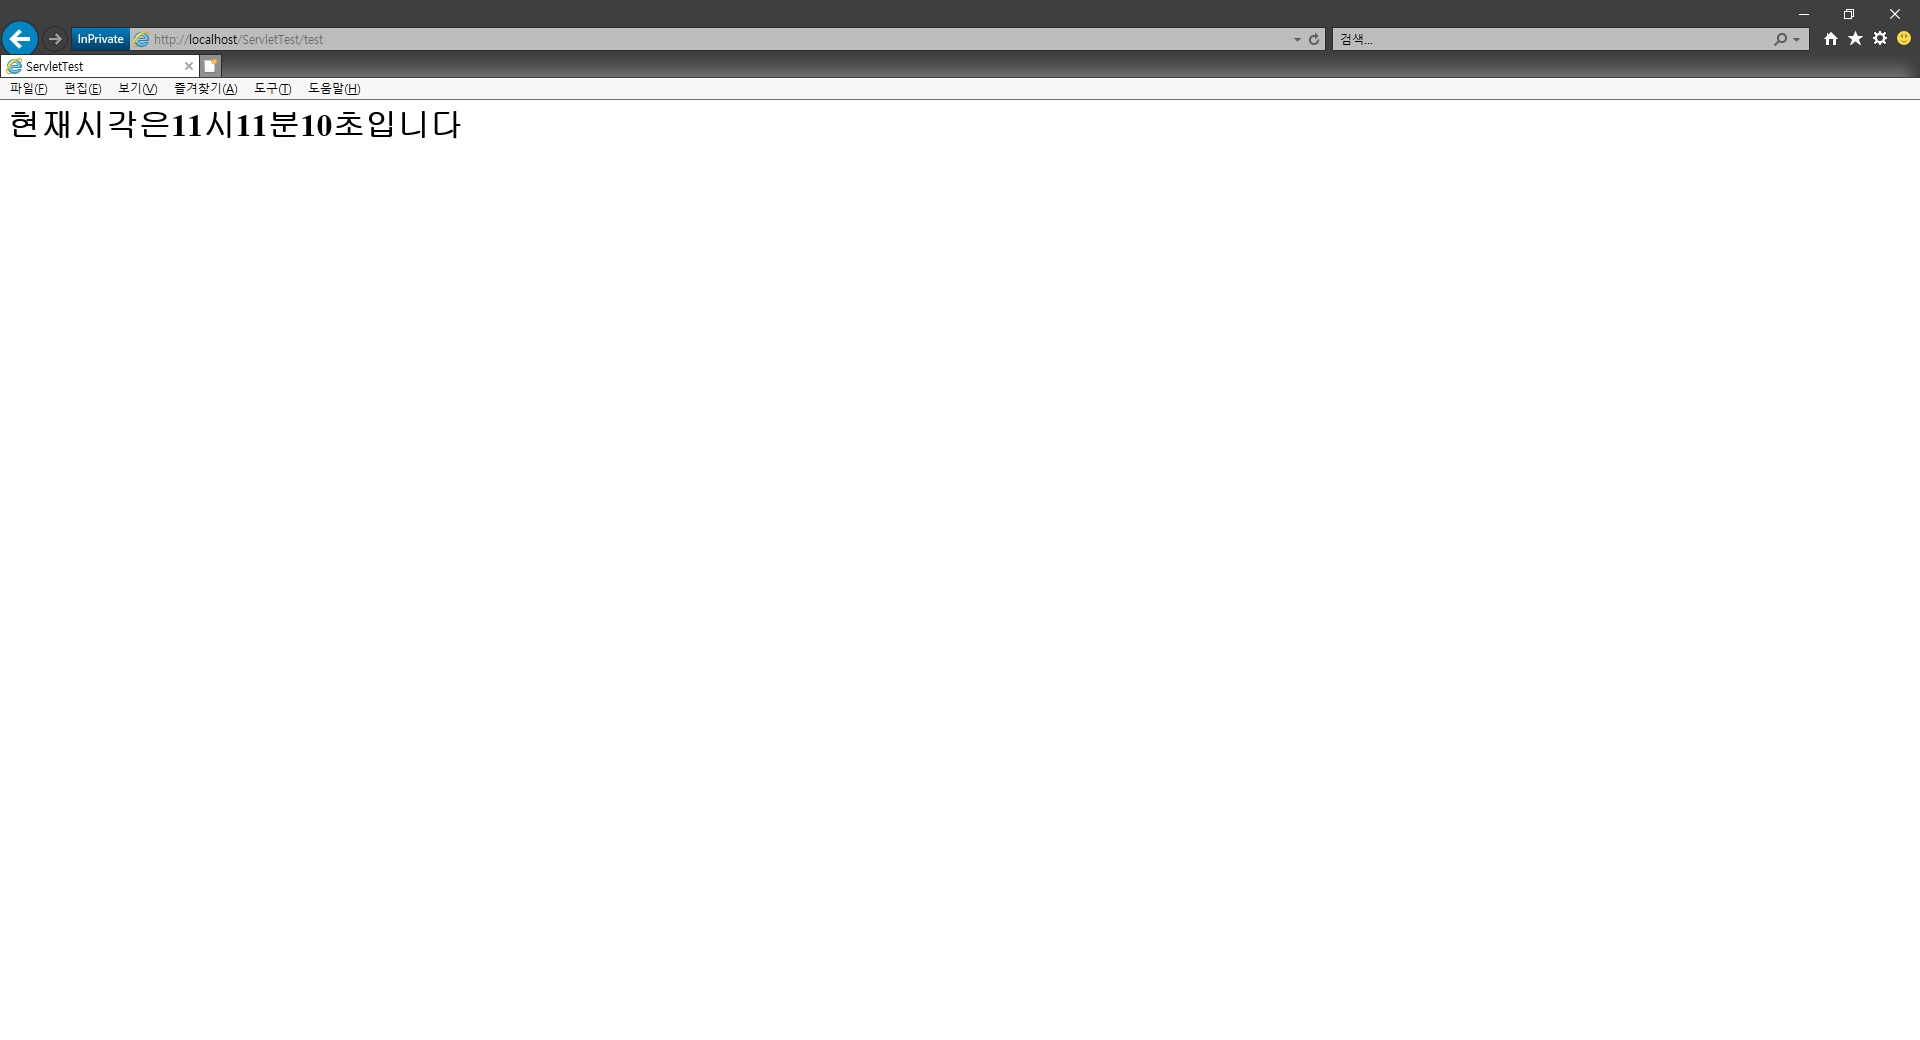 InPrivate http://localhost/ServletTest/test 검색...
ServletTest
파일(F) 편집(E) 보기(V) 즐겨찾기(A) 도구(T) 도움말(H)
현재시각은11시11분10초입니다